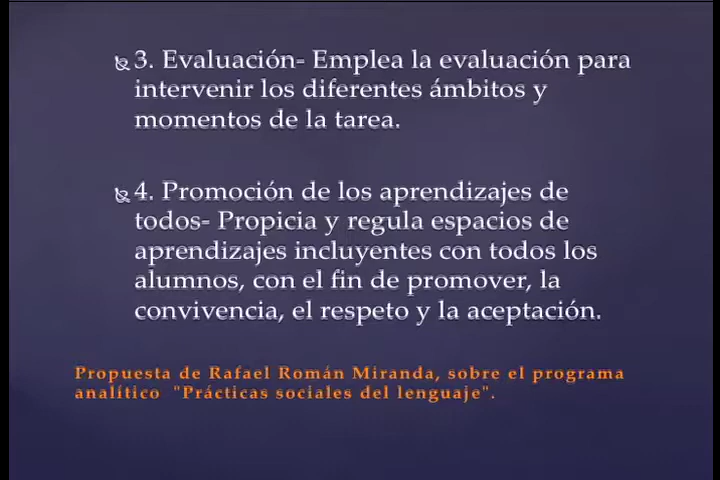 3. Evaluación- Emplea la evaluación para
intervenir los diferentes ámbitos y
momentos de la tarea.
4. Promoción de los aprendizajes de
todos- Propicia y regula espacios de
aprendizajes incluyentes con todos los
alumnos, con el fin de promover, la
convivencia, el respeto y la aceptación.
Propuesta de Rafael Román Miranda, sobre el programa
analítico "Prácticas sociales del lenguaje".